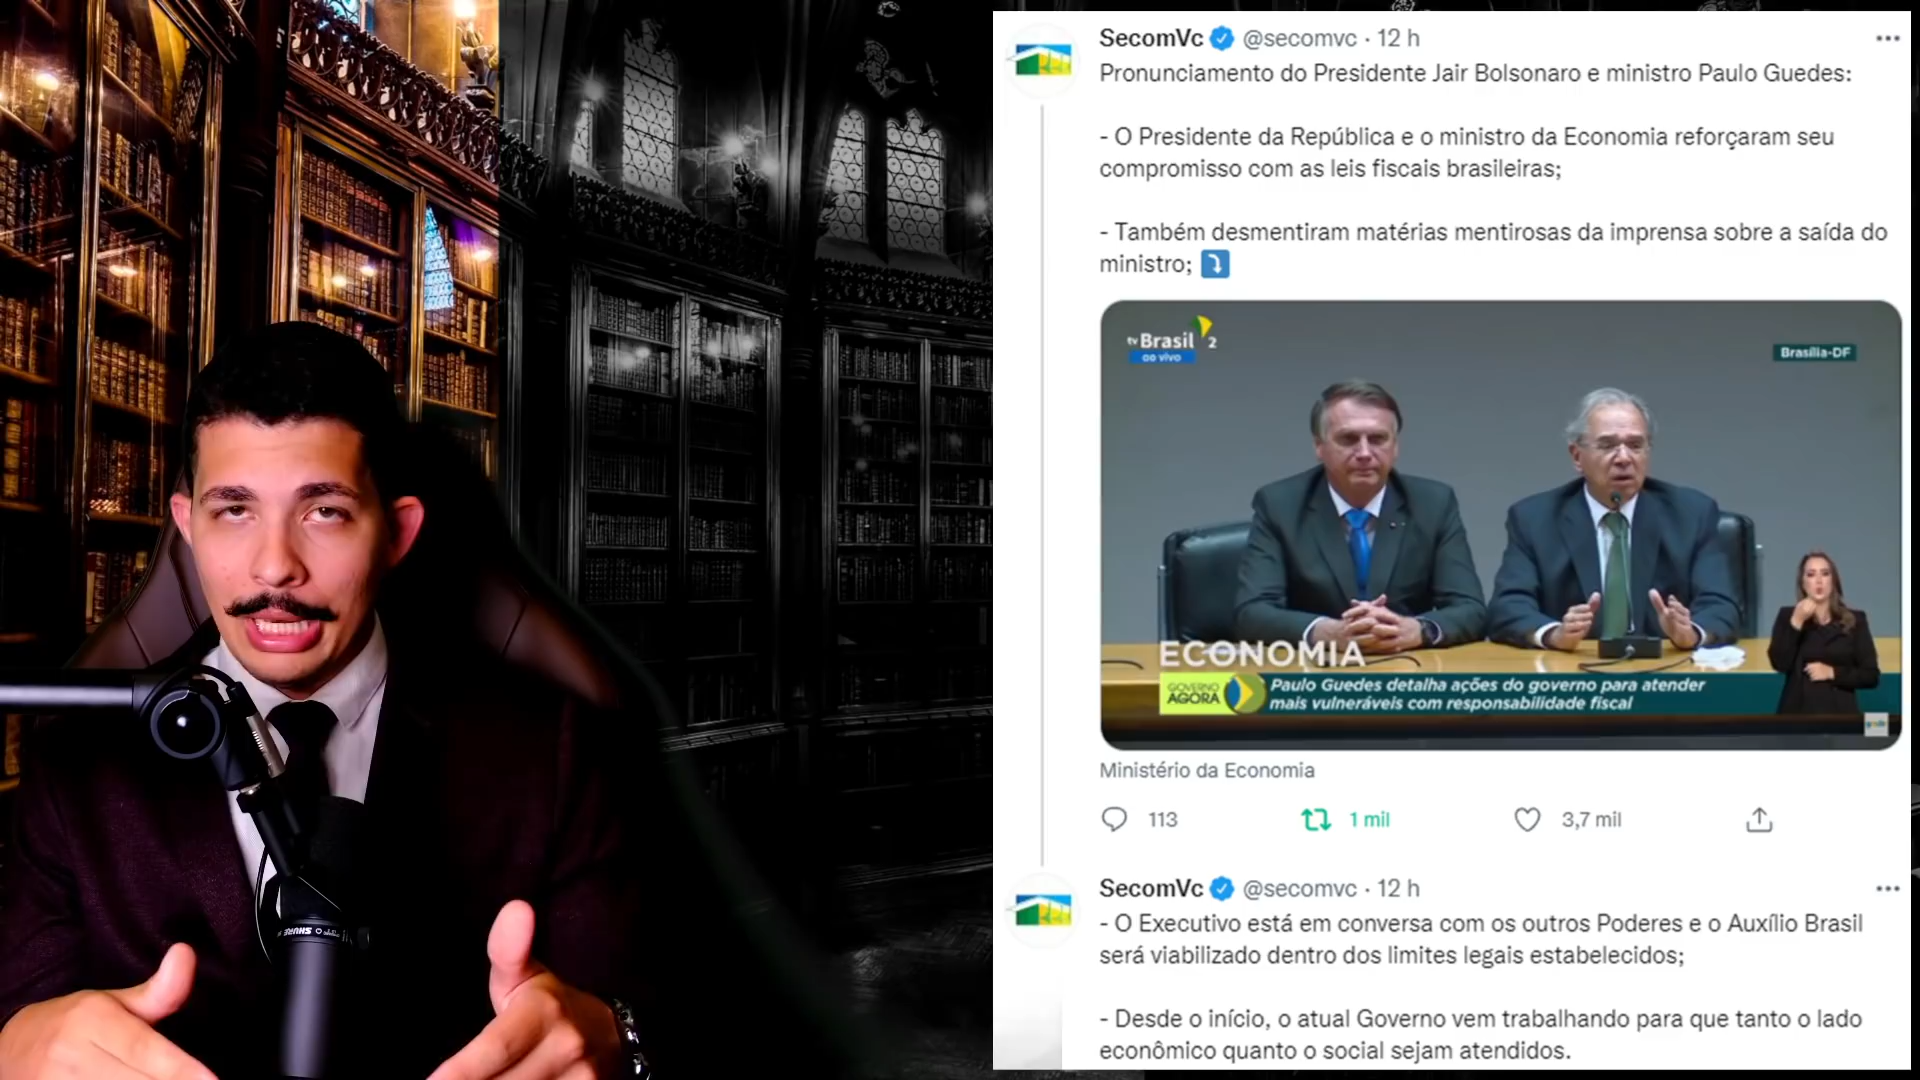 SecomVc @secomvc · 12 h
Pronunciamento do Presidente Jair Bolsonaro e ministro Paulo Guedes:
- O Presidente da República e o ministro da Economia reforçaram seu
compromisso com as leis fiscais brasileiras;
- Também desmentiram matérias mentirosas da imprensa sobre a saída do
ministro;
tv Brasil 2
ao vivo
Brasília-DF
ECONOMIA
GOVERNO
AGORA
Paulo Guedes detalha ações do governo para atender
mais vulneráveis com responsabilidade fiscal
Ministério da Economia
113 1 mil 3,7 mil
SecomVc @secomvc · 12 h
- O Executivo está em conversa com os outros Poderes e o Auxílio Brasil
será viabilizado dentro dos limites legais estabelecidos;
- Desde o início, o atual Governo vem trabalhando para que tanto o lado
econômico quanto o social sejam atendidos.
SHURE